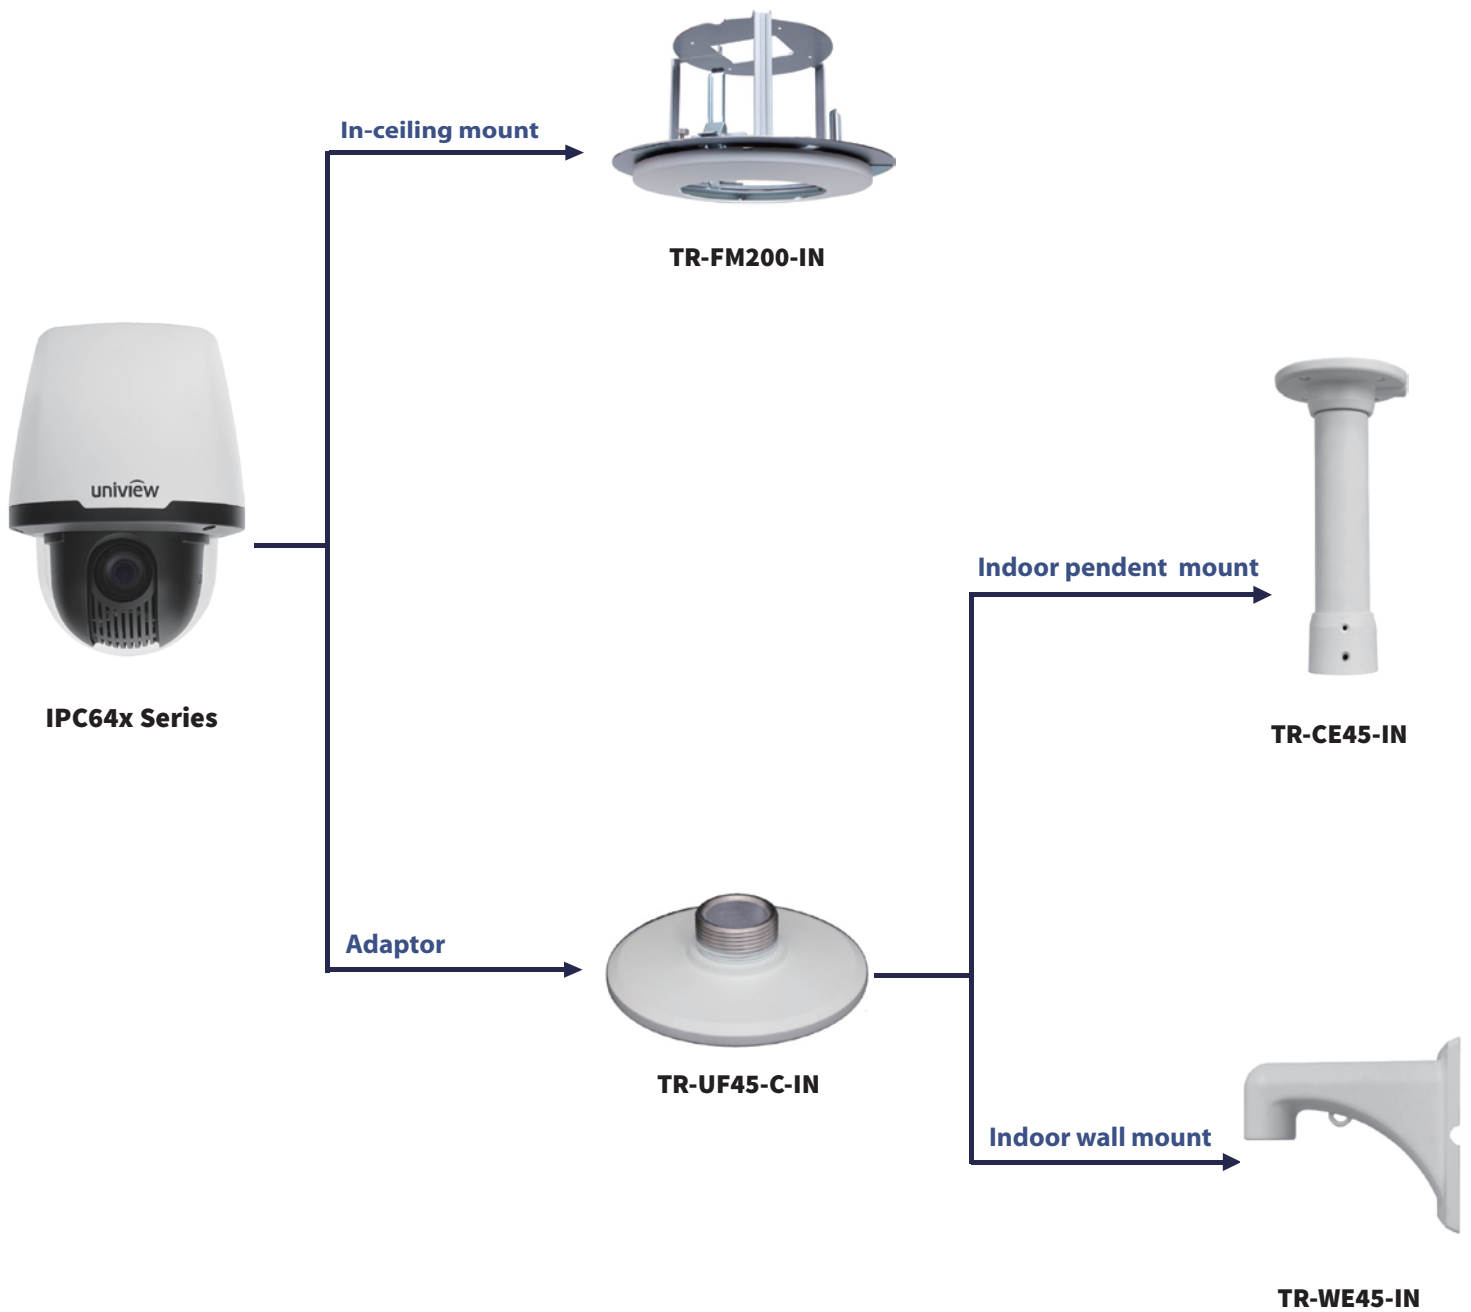 In-ceiling mount
TR-FM200-IN
uniview
IPC64x Series
Indoor pendent mount
TR-CE45-IN
Adaptor
TR-UF45-C-IN
Indoor wall mount
TR-WE45-IN